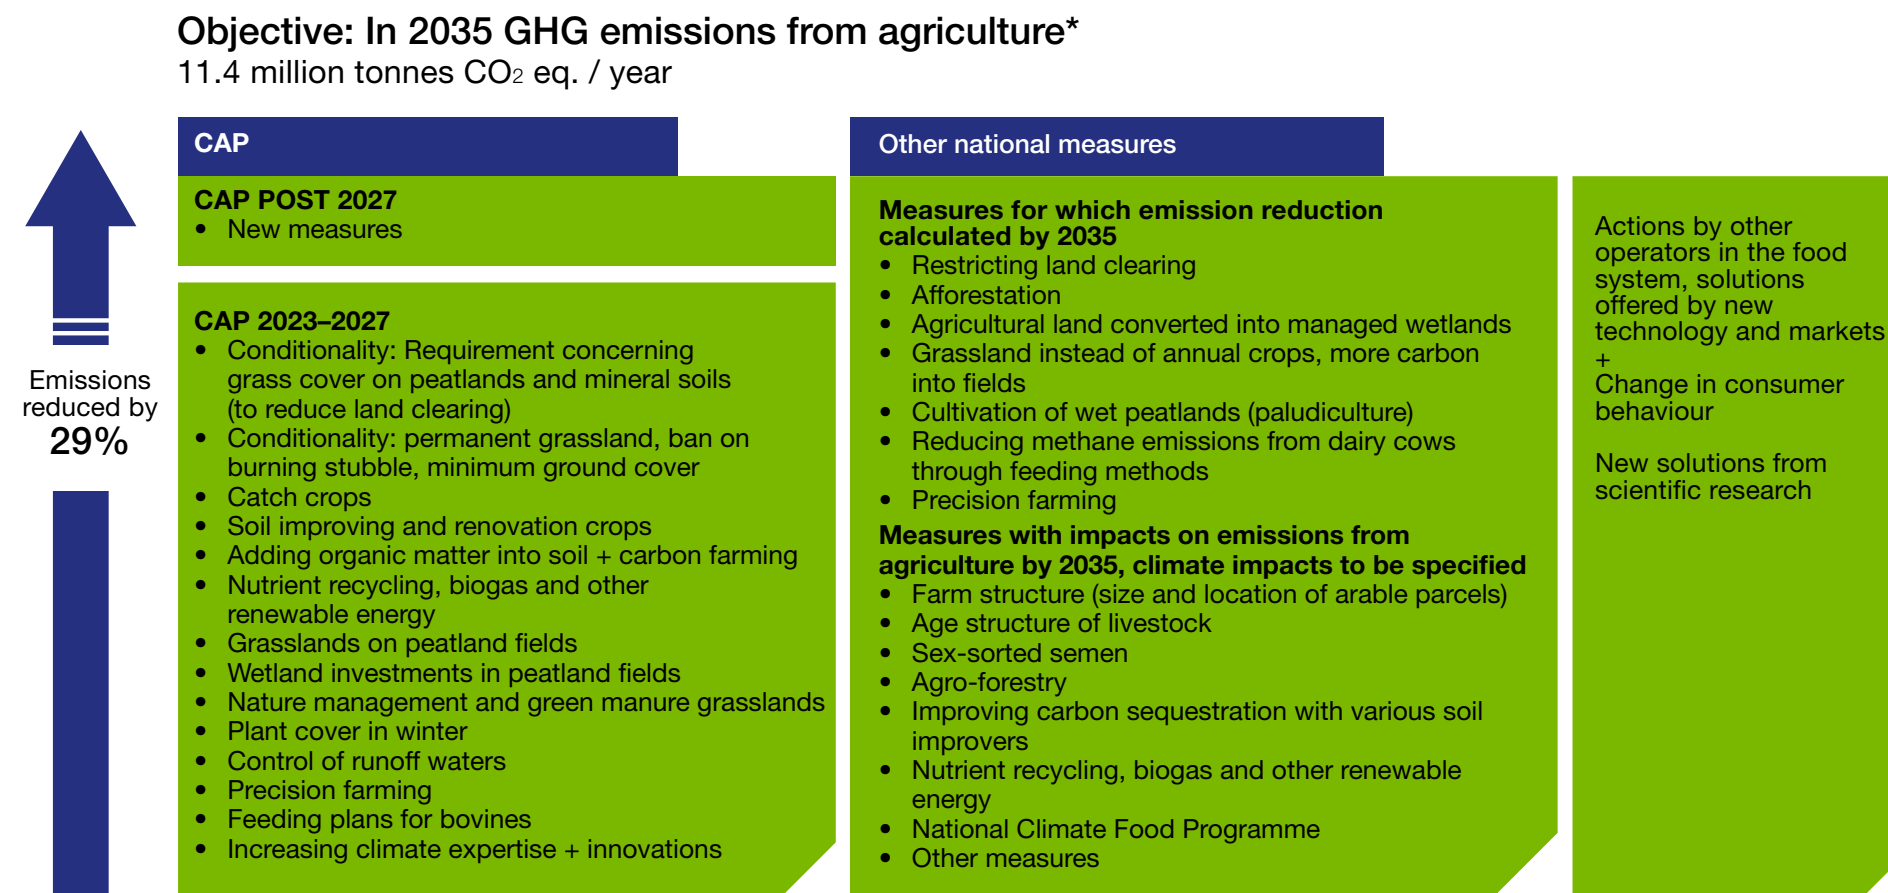 Objective: In 2035 GHG emissions from agriculture*
11.4 million tonnes CO₂ eq. / year
Emissions
reduced by
29%
CAP
CAP POST 2027
• New measures
CAP 2023–2027
• Conditionality: Requirement concerning
grass cover on peatlands and mineral soils
(to reduce land clearing)
• Conditionality: permanent grassland, ban on
burning stubble, minimum ground cover
• Catch crops
• Soil improving and renovation crops
• Adding organic matter into soil + carbon farming
• Nutrient recycling, biogas and other
renewable energy
• Grasslands on peatland fields
• Wetland investments in peatland fields
• Nature management and green manure grasslands
• Plant cover in winter
• Control of runoff waters
• Precision farming
• Feeding plans for bovines
• Increasing climate expertise + innovations
Other national measures
Measures for which emission reduction
calculated by 2035
• Restricting land clearing
• Afforestation
• Agricultural land converted into managed wetlands
• Grassland instead of annual crops, more carbon
into fields
• Cultivation of wet peatlands (paludiculture)
• Reducing methane emissions from dairy cows
through feeding methods
• Precision farming
Measures with impacts on emissions from
agriculture by 2035, climate impacts to be specified
• Farm structure (size and location of arable parcels)
• Age structure of livestock
• Sex-sorted semen
• Agro-forestry
• Improving carbon sequestration with various soil
improvers
• Nutrient recycling, biogas and other renewable
energy
• National Climate Food Programme
• Other measures
Actions by other
operators in the food
system, solutions
offered by new
technology and markets
+
Change in consumer
behaviour
New solutions from
scientific research